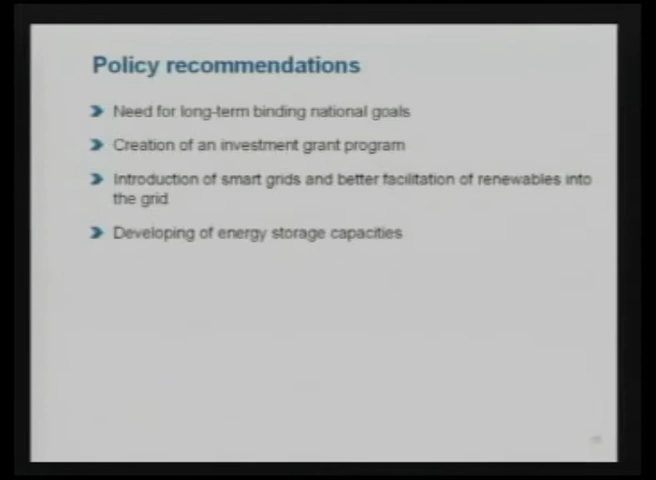 Policy recommendations
Need for long-term binding national goals
Creation of an investment grant program
Introduction of smart grids and better facilitation of renewables into
the grid
Developing of energy storage capacities